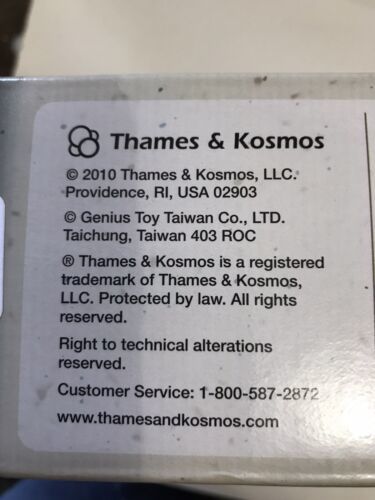 Thames & Kosmos
© 2010 Thames & Kosmos, LLC.
Providence, RI, USA 02903
© Genius Toy Taiwan Co., LTD.
Taichung, Taiwan 403 ROC
® Thames & Kosmos is a registered
trademark of Thames & Kosmos,
LLC. Protected by law. All rights
reserved.
Right to technical alterations
reserved.
Customer Service: 1-800-587-2872
www.thamesandkosmos.com